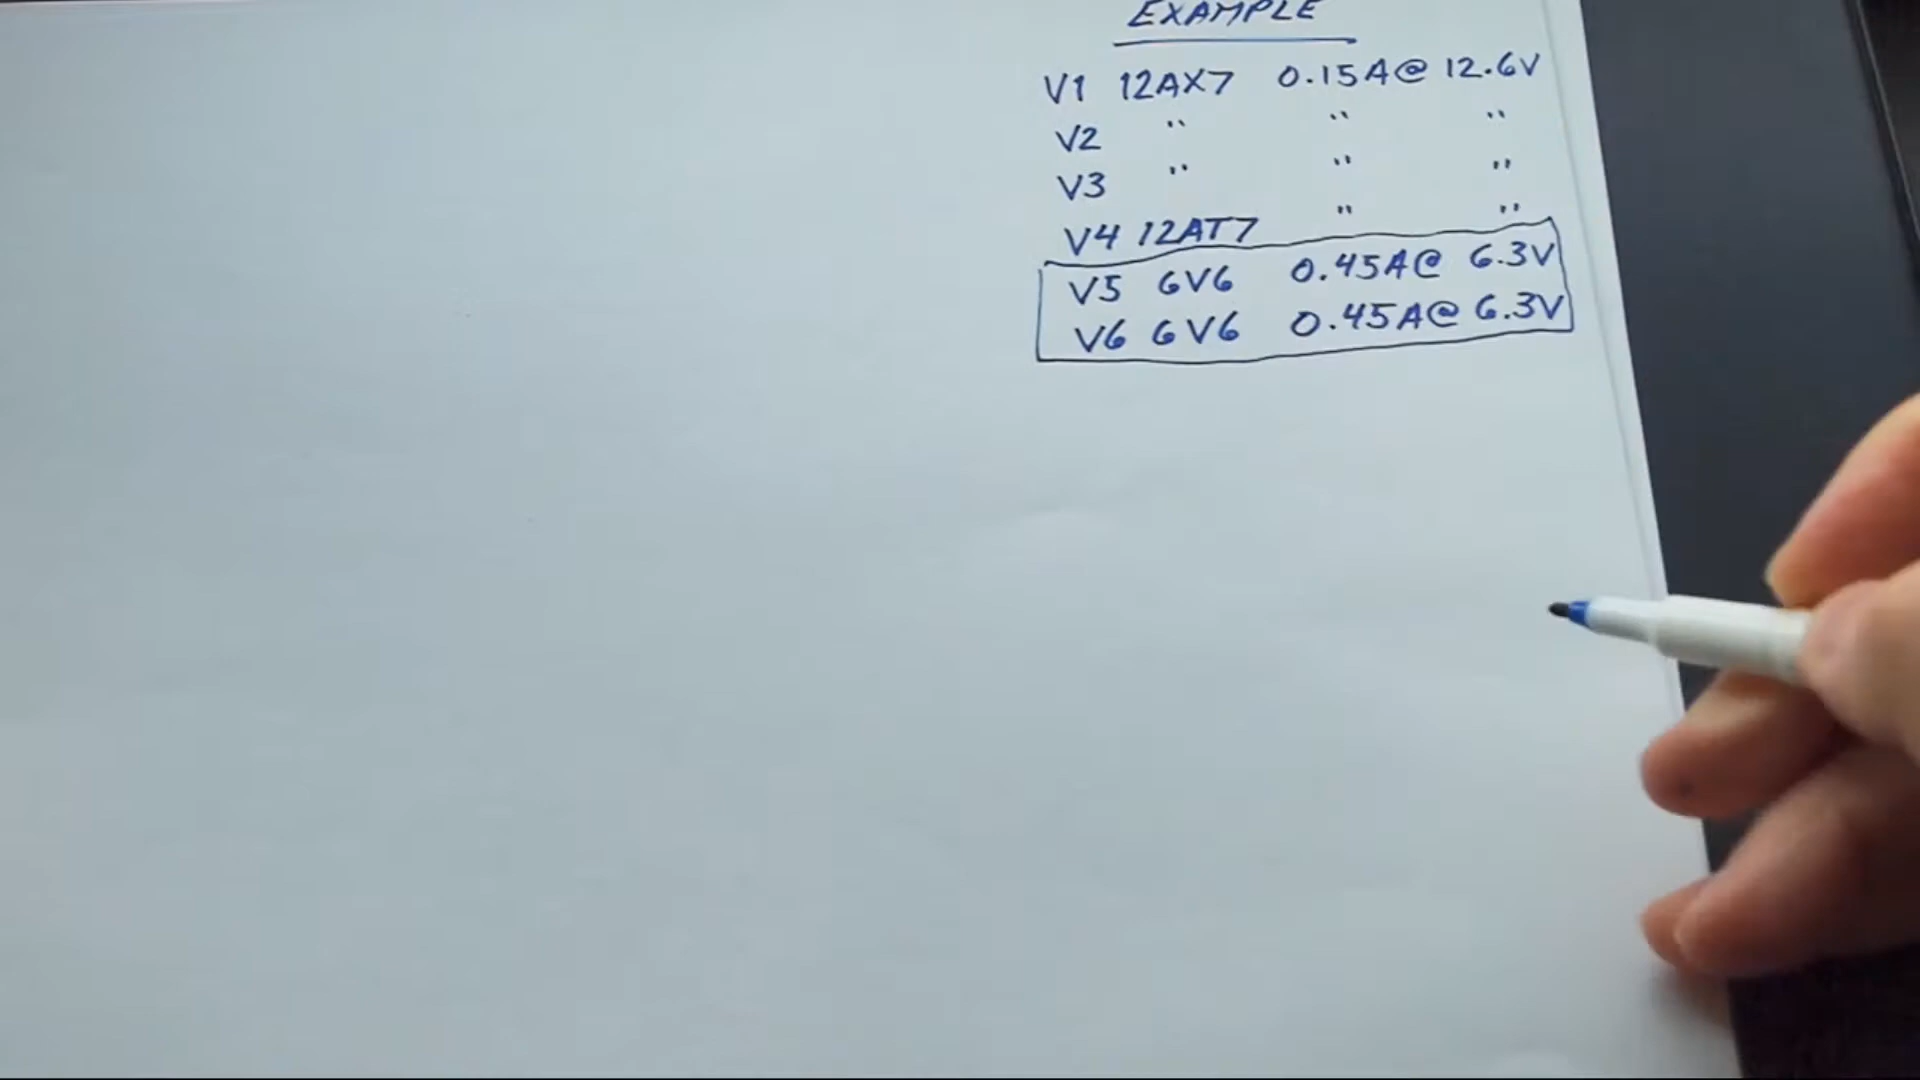 EXAMPLE
V1 12AX7 0.15A@ 12.6V
V2 " " "
V3 " " "
V4 12AT7 " "
V5 6V6 0.45A@ 6.3V
V6 6V6 0.45A@ 6.3V